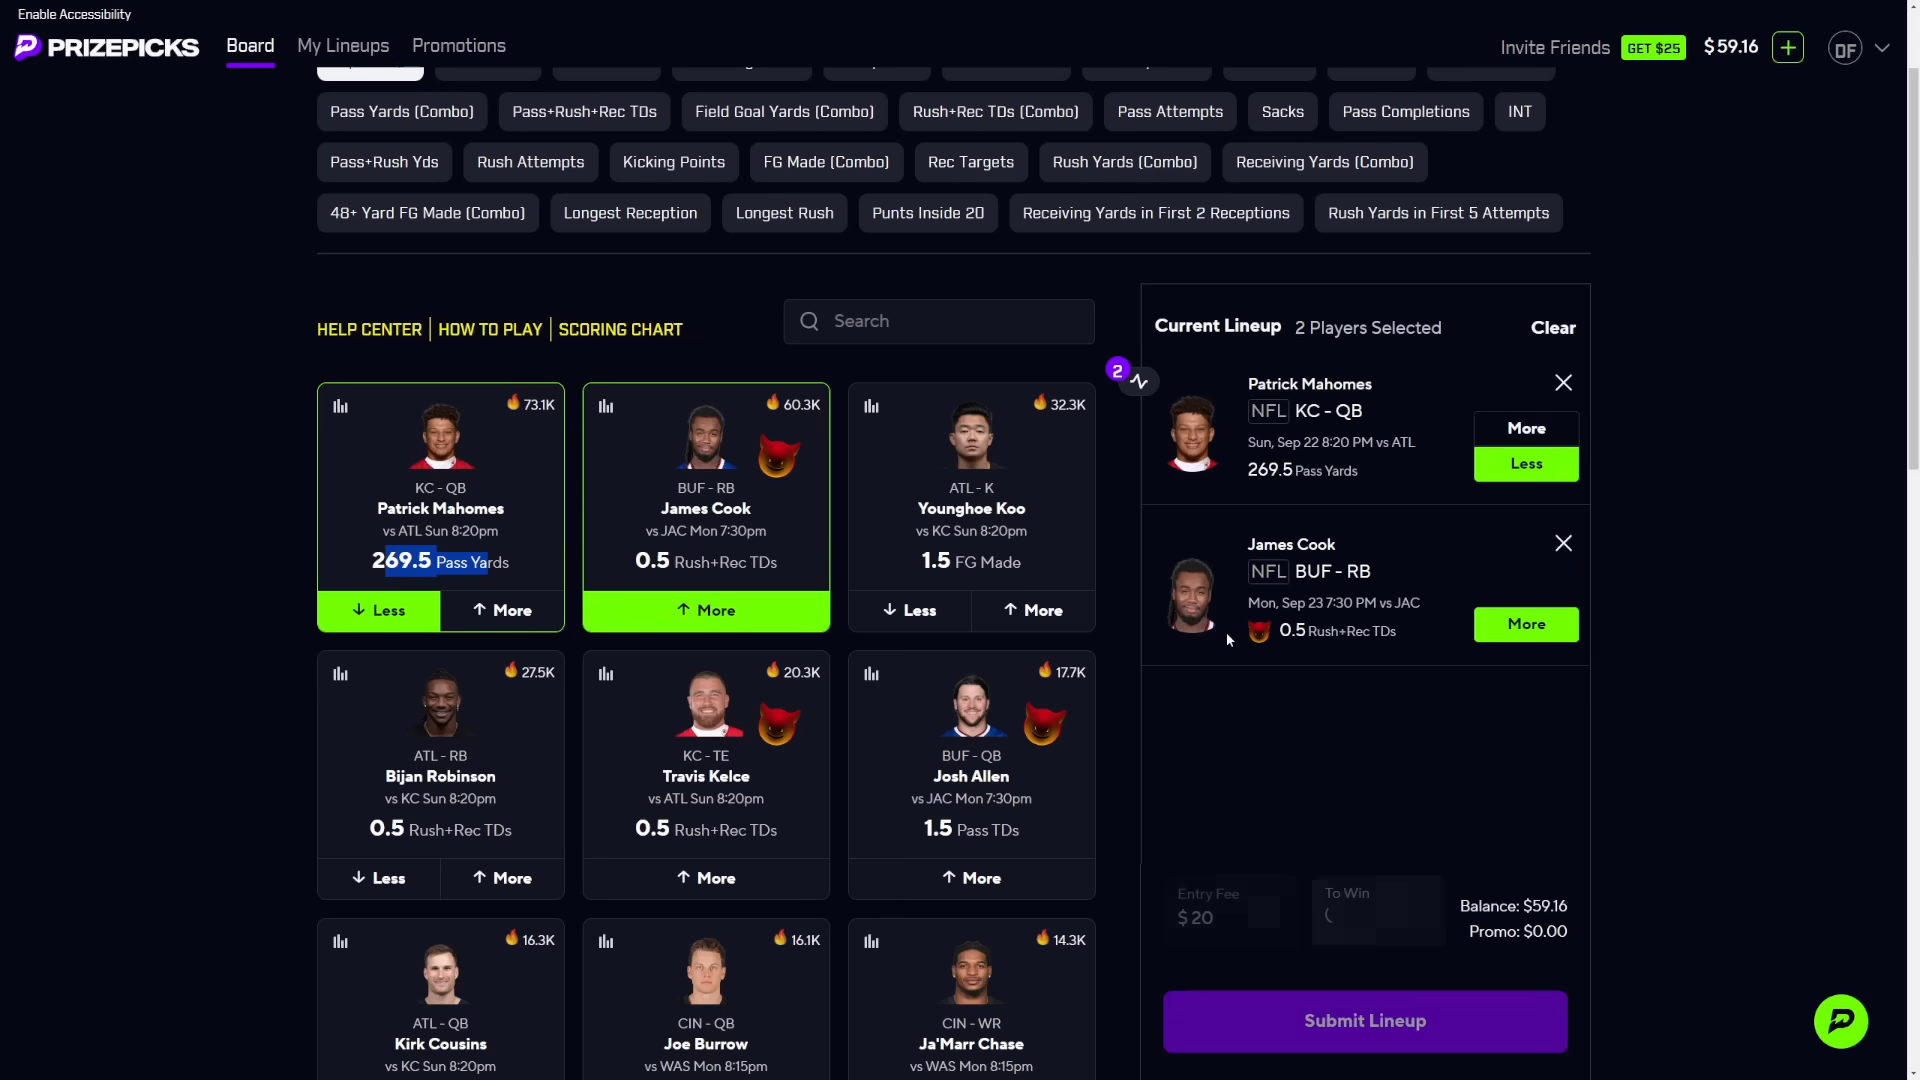 Enable Accessibility
PRIZEPICKS
Board
My Lineups
Promotions
Invite Friends
GET $25
$59.16
DF
Pass Yards (Combo)
Pass+Rush+Rec TDs
Field Goal Yards (Combo)
Rush+Rec TDs (Combo)
Pass Attempts
Sacks
Pass Completions
INT
Pass+Rush Yds
Rush Attempts
Kicking Points
FG Made (Combo)
Rec Targets
Rush Yards (Combo)
Receiving Yards (Combo)
48+ Yard FG Made (Combo)
Longest Reception
Longest Rush
Punts Inside 20
Receiving Yards in First 2 Receptions
Rush Yards in First 5 Attempts
HELP CENTER
HOW TO PLAY
SCORING CHART
Search
73.1K
KC - QB
Patrick Mahomes
vs ATL Sun 8:20pm
269.5 Pass Yards
Less
More
60.3K
BUF - RB
James Cook
vs JAC Mon 7:30pm
0.5 Rush+Rec TDs
More
32.3K
ATL - K
Younghoe Koo
vs KC Sun 8:20pm
1.5 FG Made
Less
More
27.5K
ATL - RB
Bijan Robinson
vs KC Sun 8:20pm
0.5 Rush+Rec TDs
Less
More
20.3K
KC - TE
Travis Kelce
vs ATL Sun 8:20pm
0.5 Rush+Rec TDs
More
17.7K
BUF - QB
Josh Allen
vs JAC Mon 7:30pm
1.5 Pass TDs
More
16.3K
ATL - QB
Kirk Cousins
vs KC Sun 8:20pm
16.1K
CIN - QB
Joe Burrow
vs WAS Mon 8:15pm
14.3K
CIN - WR
Ja'Marr Chase
vs WAS Mon 8:15pm
Current Lineup
2 Players Selected
Clear
2
Patrick Mahomes
NFL KC - QB
Sun, Sep 22 8:20 PM vs ATL
269.5 Pass Yards
More
Less
James Cook
NFL BUF - RB
Mon, Sep 23 7:30 PM vs JAC
0.5 Rush+Rec TDs
More
Entry Fee
$ 20
To Win
Balance: $59.16
Promo: $0.00
Submit Lineup